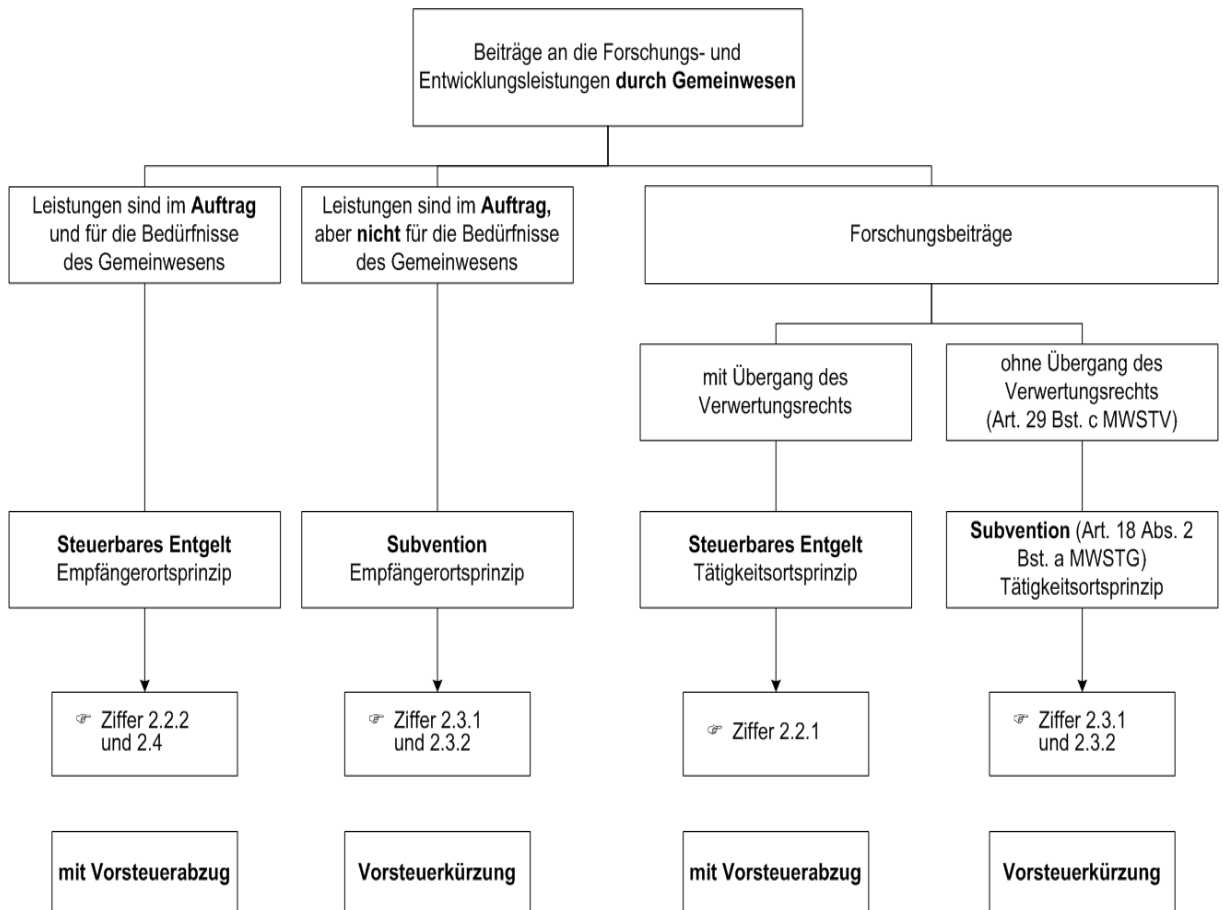 Beiträge an die Forschungs- und
Entwicklungsleistungen durch Gemeinwesen
Leistungen sind im Auftrag
und für die Bedürfnisse
des Gemeinwesens
Leistungen sind im Auftrag,
aber nicht für die Bedürfnisse
des Gemeinwesens
Forschungsbeiträge
mit Übergang des
Verwertungsrechts
ohne Übergang des
Verwertungsrechts
(Art. 29 Bst. c MWSTV)
Steuerbares Entgelt
Empfängerortsprinzip
Subvention
Empfängerortsprinzip
Steuerbares Entgelt
Tätigkeitsortsprinzip
Subvention (Art. 18 Abs. 2
Bst. a MWSTG)
Tätigkeitsortsprinzip
☞ Ziffer 2.2.2
und 2.4
☞ Ziffer 2.3.1
und 2.3.2
☞ Ziffer 2.2.1
☞ Ziffer 2.3.1
und 2.3.2
mit Vorsteuerabzug
Vorsteuerkürzung
mit Vorsteuerabzug
Vorsteuerkürzung